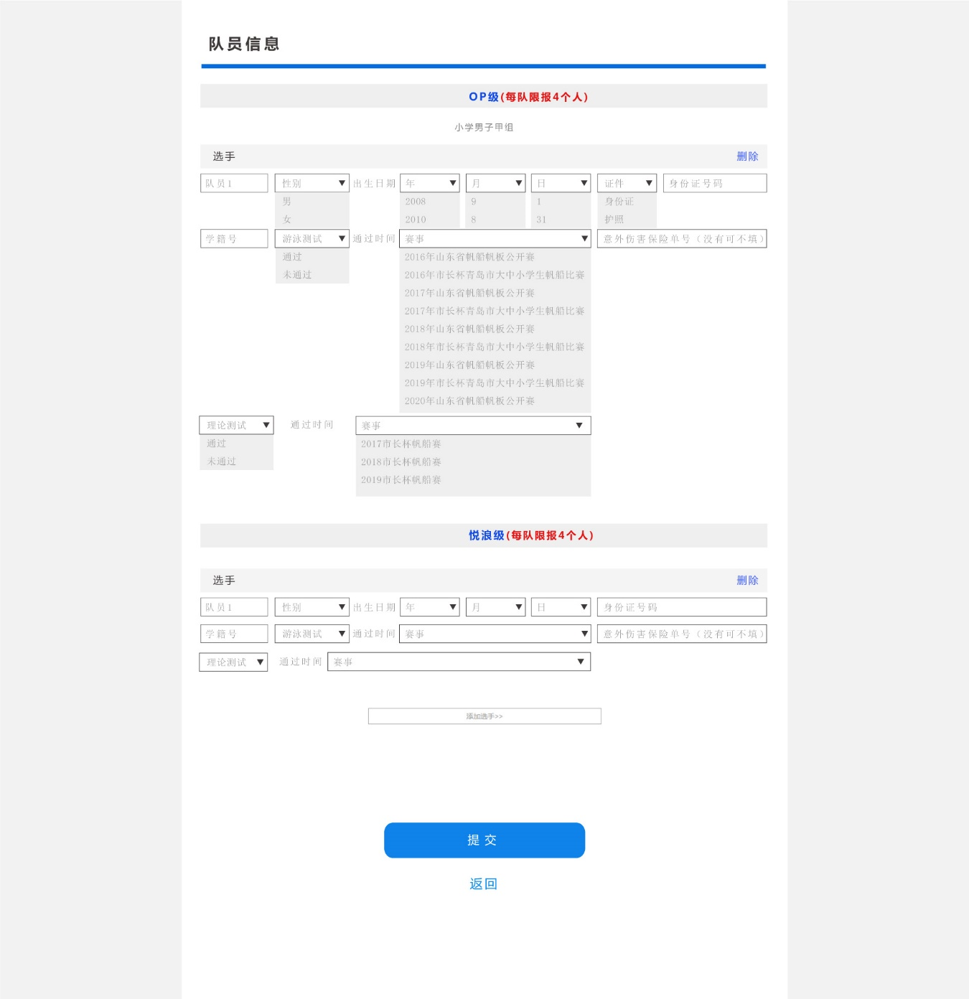 队员信息
OP级(每队限报4个人)
小学男子甲组
选手 删除
队员1 性别 出生日期 年 月 日 证件 身份证号码
男 2008 9 1 身份证
女 2010 8 31 护照
学籍号 游泳测试 通过时间 赛事 意外伤害保险单号（没有可不填）
通过 2016年山东省帆船帆板公开赛
未通过 2016年市长杯青岛市大中小学生帆船比赛
2017年山东省帆船帆板公开赛
2017年市长杯青岛市大中小学生帆船比赛
2018年山东省帆船帆板公开赛
2018年市长杯青岛市大中小学生帆船比赛
2019年山东省帆船帆板公开赛
2019年市长杯青岛市大中小学生帆船比赛
2020年山东省帆船帆板公开赛
理论测试 通过时间 赛事
通过 2017市长杯帆船赛
未通过 2018市长杯帆船赛
2019市长杯帆船赛
悦浪级(每队限报4个人)
选手 删除
队员1 性别 出生日期 年 月 日 身份证号码
学籍号 游泳测试 通过时间 赛事 意外伤害保险单号（没有可不填）
理论测试 通过时间 赛事
添加选手>>
提交
返回